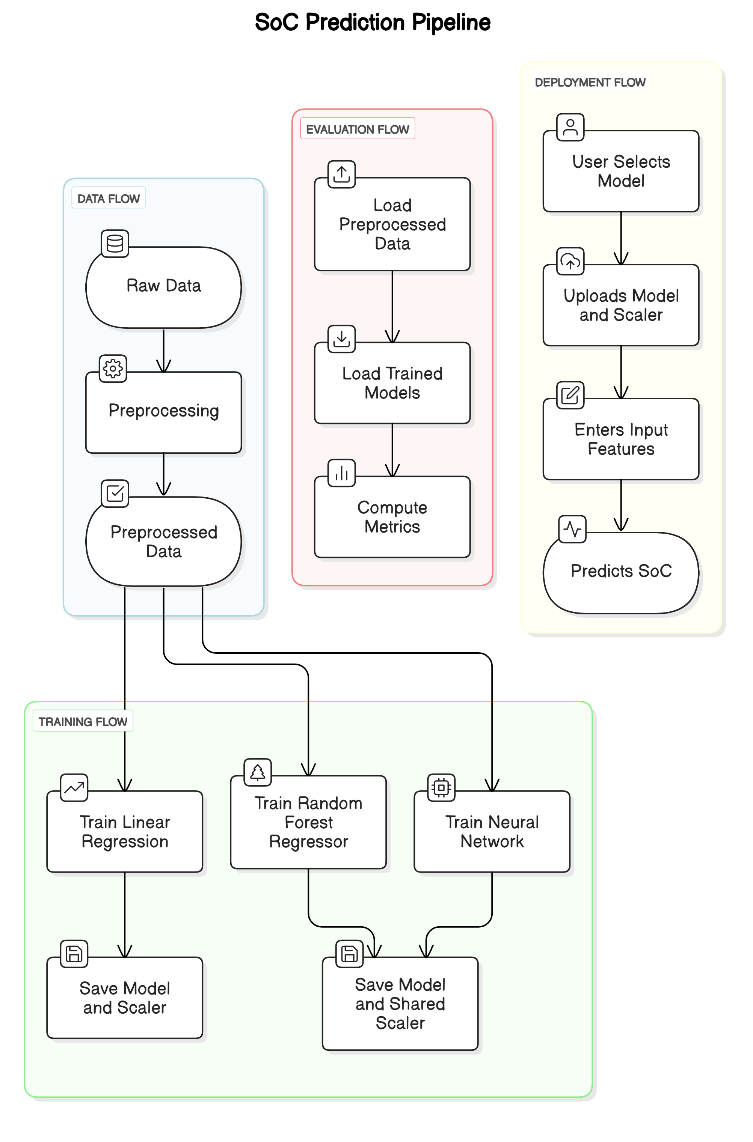 SoC Prediction Pipeline
DATA FLOW
Raw Data
Preprocessing
Preprocessed
Data
EVALUATION FLOW
Load
Preprocessed
Data
Load Trained
Models
Compute
Metrics
DEPLOYMENT FLOW
User Selects
Model
Uploads Model
and Scaler
Enters Input
Features
Predicts SoC
TRAINING FLOW
Train Linear
Regression
Train Random
Forest
Regressor
Train Neural
Network
Save Model
and Scaler
Save Model
and Shared
Scaler